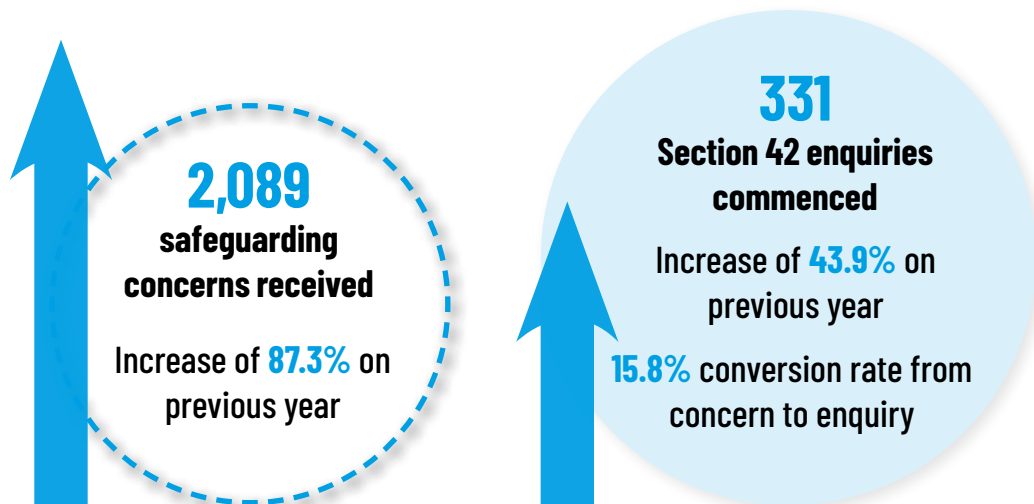 2,089
safeguarding
concerns received
Increase of 87.3% on
previous year
331
Section 42 enquiries
commenced
Increase of 43.9% on
previous year
15.8% conversion rate from
concern to enquiry